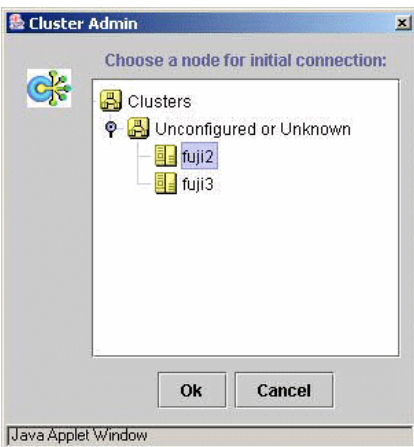 Cluster Admin
Choose a node for initial connection:
Clusters
Unconfigured or Unknown
fuji2
fuji3
Ok Cancel
Java Applet Window